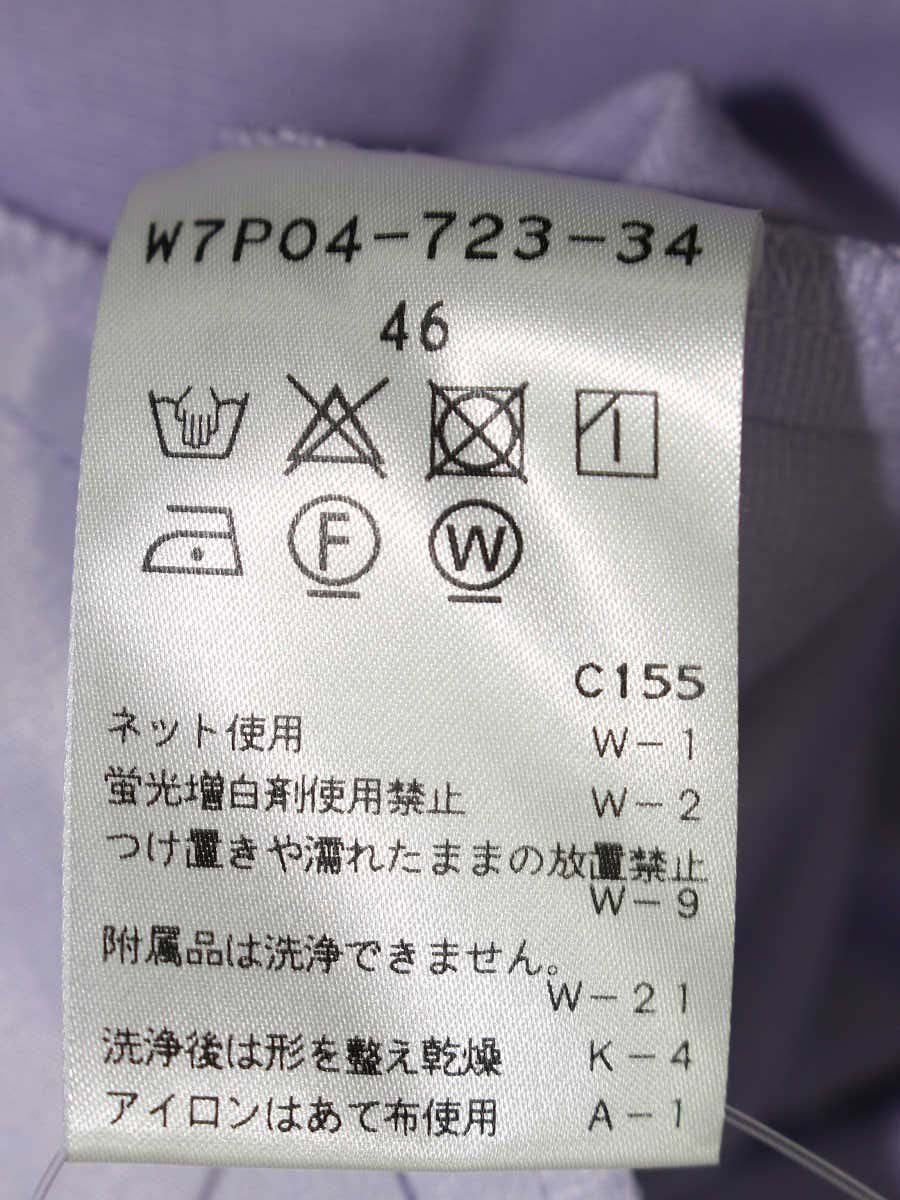 W7P04-723-34
46
F W
C155
ネット使用 W-1
蛍光増白剤使用禁止 W-2
つけ置きや濡れたままの放置禁止
W-9
附属品は洗浄できません。
W-21
洗浄後は形を整え乾燥 K-4
アイロンはあて布使用 A-1